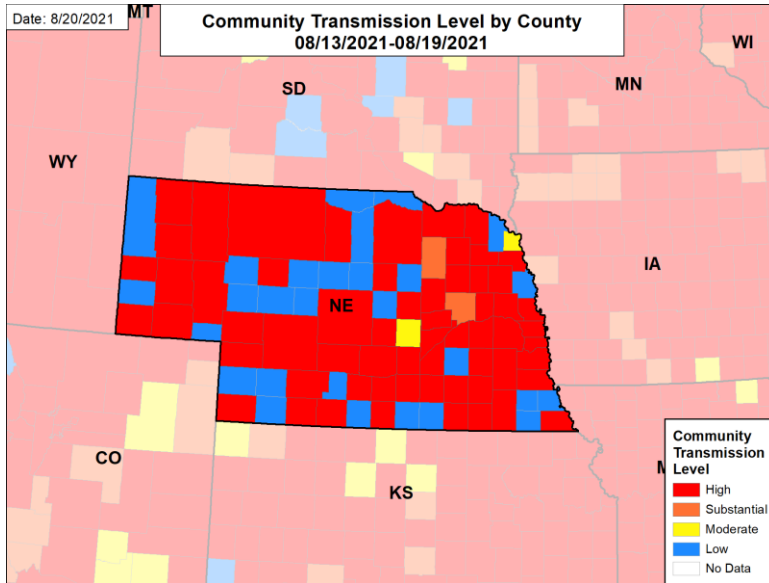 Date: 8/20/2021
MT
Community Transmission Level by County
08/13/2021-08/19/2021
WI
SD
MN
WY
IA
NE
CO
KS
M
Community
Transmission
Level
High
Substantial
Moderate
Low
No Data